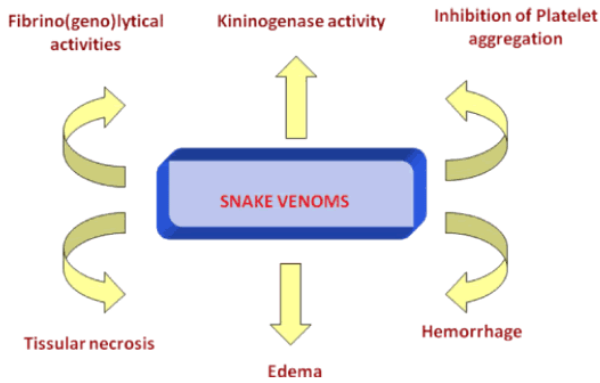 Fibrino(geno)lytical
activities
Kininogenase activity
Inhibition of Platelet
aggregation
SNAKE VENOMS
Tissular necrosis
Edema
Hemorrhage